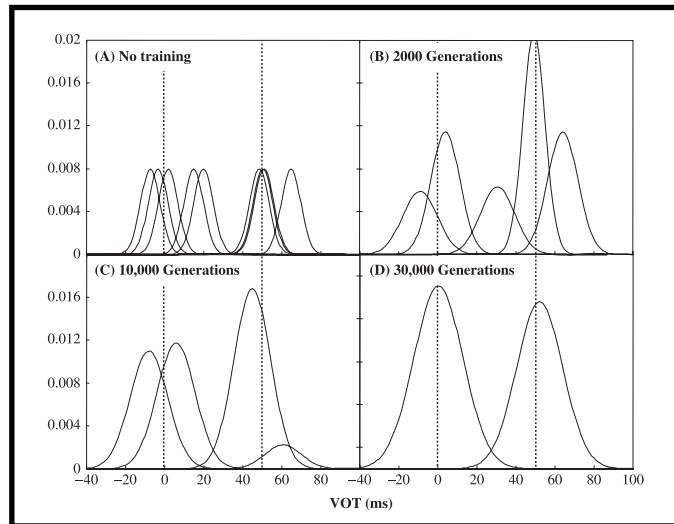 0.02
(A) No training
(B) 2000 Generations
0.016
0.012
0.008
0.004
0
(C) 10,000 Generations
(D) 30,000 Generations
0.016
0.012
0.008
0.004
0
−40 −20 0 20 40 60 80 −40 −20 0 20 40 60 80 100
VOT (ms)